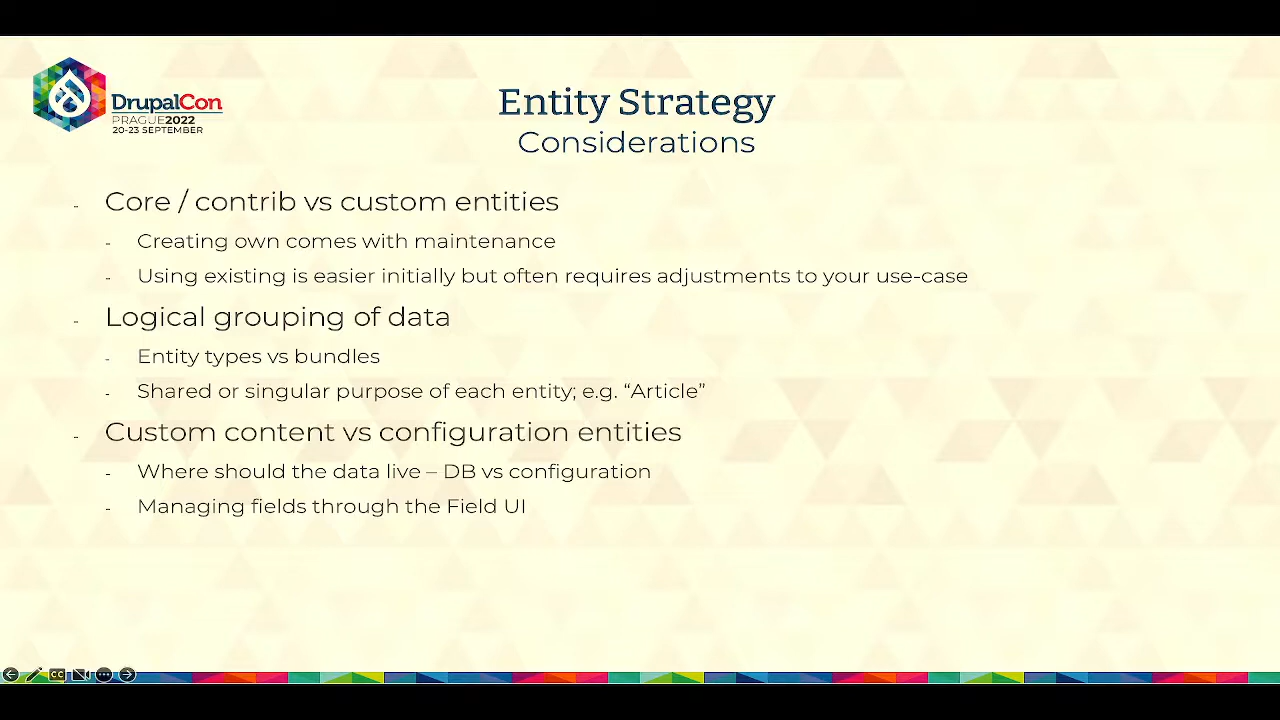 DrupalCon
PRAGUE2022
20-23 SEPTEMBER
Entity Strategy
Considerations
- Core / contrib vs custom entities
- Creating own comes with maintenance
- Using existing is easier initially but often requires adjustments to your use-case
- Logical grouping of data
- Entity types vs bundles
- Shared or singular purpose of each entity; e.g. “Article”
- Custom content vs configuration entities
- Where should the data live – DB vs configuration
- Managing fields through the Field UI
CC